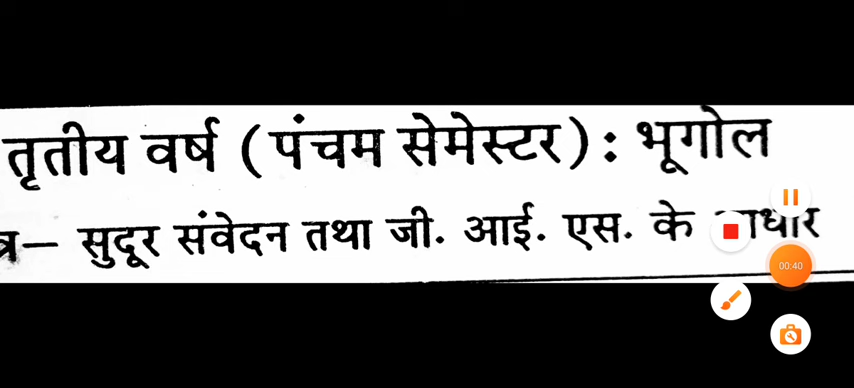 तृतीय वर्ष (पंचम सेमेस्टर) : भूगोल
त्र– सुदूर संवेदन तथा जी. आई. एस. के
00:40